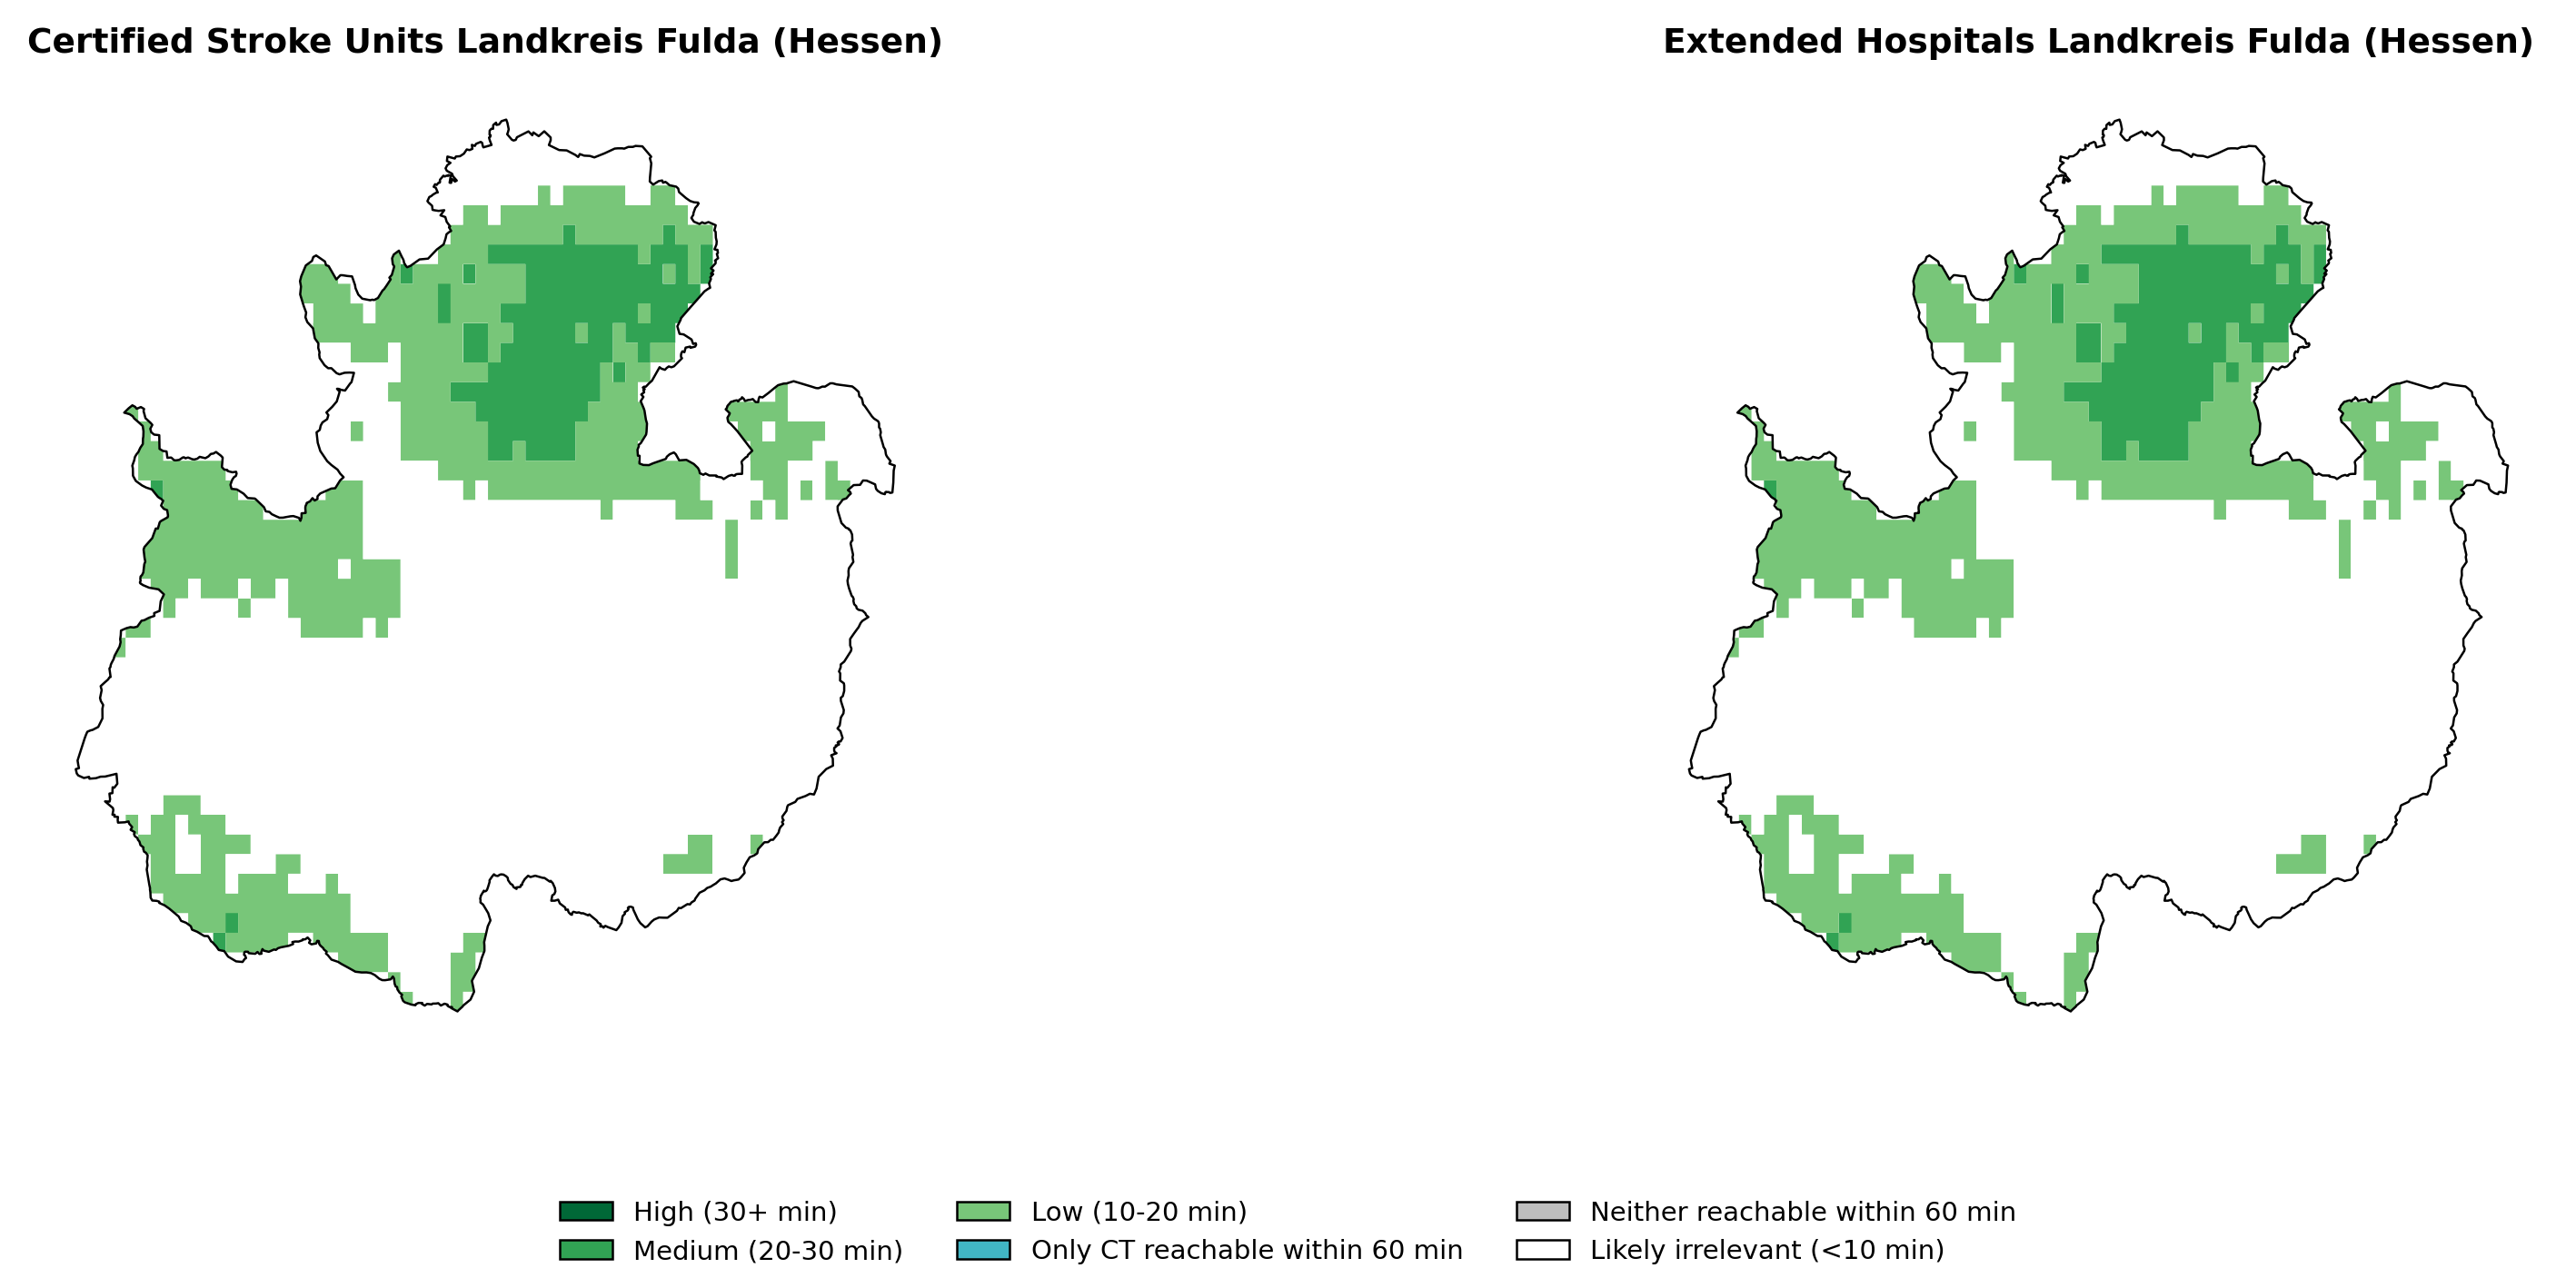 Certified Stroke Units Landkreis Fulda (Hessen)
Extended Hospitals Landkreis Fulda (Hessen)
High (30+ min)
Medium (20-30 min)
Low (10-20 min)
Only CT reachable within 60 min
Neither reachable within 60 min
Likely irrelevant (<10 min)